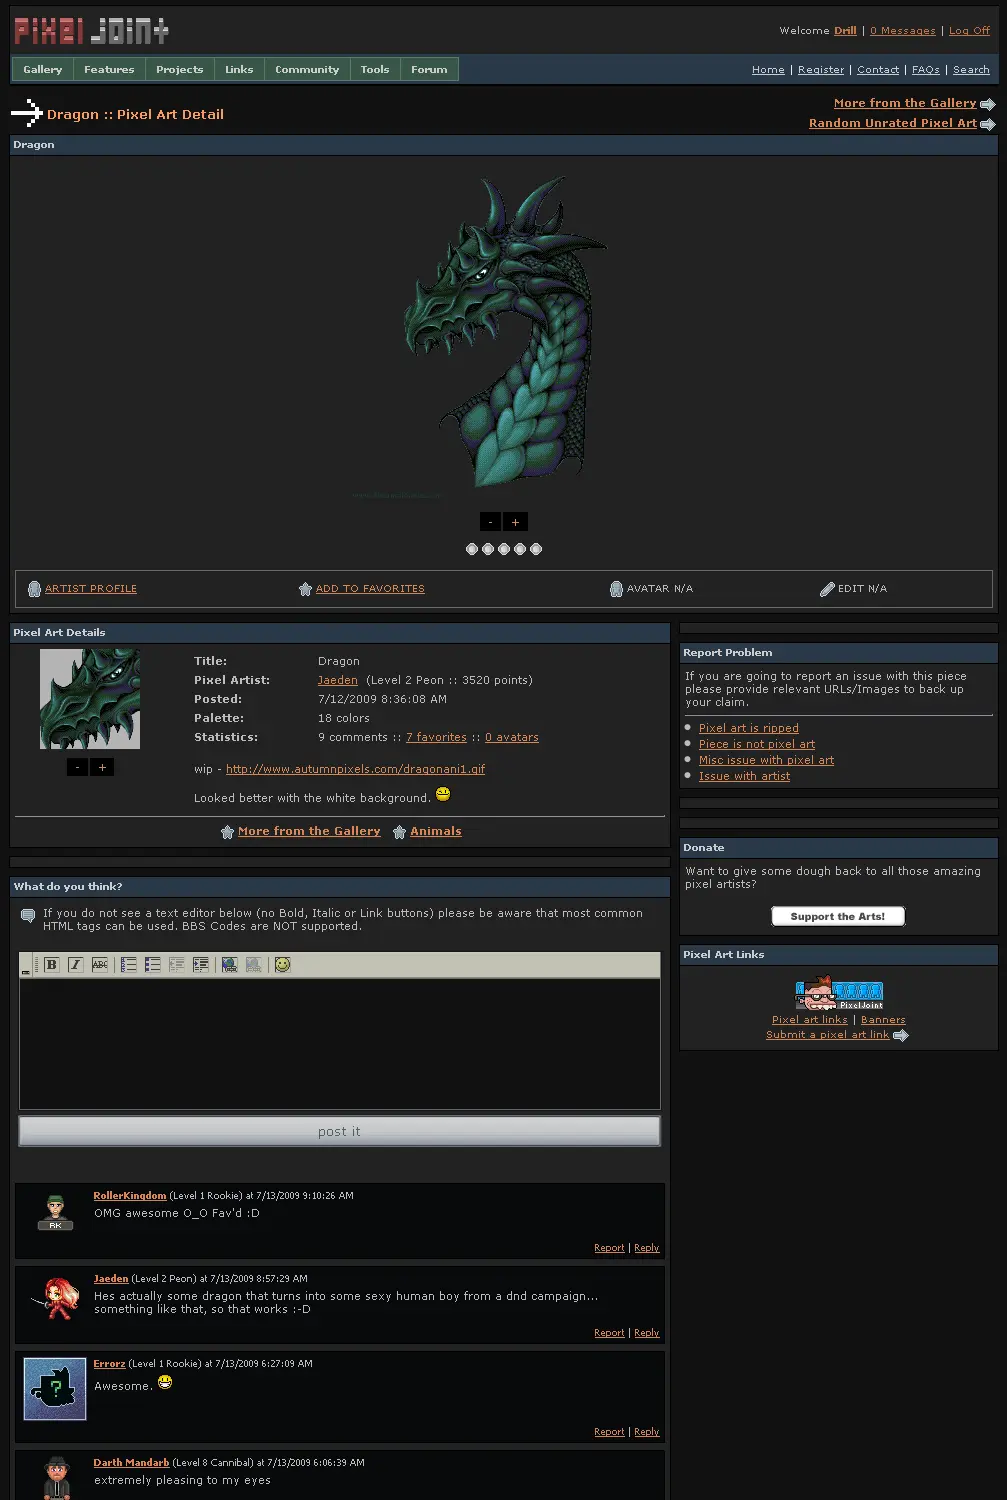 Pixel Joint
Welcome Drill | 0 Messages | Log Off
Gallery Features Projects Links Community Tools Forum
Home | Register | Contact | FAQs | Search
Dragon :: Pixel Art Detail
More from the Gallery
Random Unrated Pixel Art
Dragon
- +
ARTIST PROFILE ADD TO FAVORITES AVATAR N/A EDIT N/A
Pixel Art Details
Title: Dragon
Pixel Artist: Jaeden (Level 2 Peon :: 3520 points)
Posted: 7/12/2009 8:36:08 AM
Palette: 18 colors
Statistics: 9 comments :: 7 favorites :: 0 avatars
- +
wip - http://www.autumnpixels.com/dragonani1.gif
Looked better with the white background.
More from the Gallery Animals
Report Problem
If you are going to report an issue with this piece
please provide relevant URLs/Images to back up
your claim.
Pixel art is ripped
Piece is not pixel art
Misc issue with pixel art
Issue with artist
Donate
Want to give some dough back to all those amazing
pixel artists?
Support the Arts!
Pixel Art Links
PixelJoint
Pixel art links | Banners
Submit a pixel art link
What do you think?
If you do not see a text editor below (no Bold, Italic or Link buttons) please be aware that most common
HTML tags can be used. BBS Codes are NOT supported.
B I ABC
post it
RollerKingdom (Level 1 Rookie) at 7/13/2009 9:10:26 AM
OMG awesome O_O Fav'd :D
RK
Report | Reply
Jaeden (Level 2 Peon) at 7/13/2009 8:57:29 AM
Hes actually some dragon that turns into some sexy human boy from a dnd campaign...
something like that, so that works :-D
Report | Reply
Errorz (Level 1 Rookie) at 7/13/2009 6:27:09 AM
Awesome.
?
Report | Reply
Darth Mandarb (Level 8 Cannibal) at 7/13/2009 6:06:39 AM
extremely pleasing to my eyes